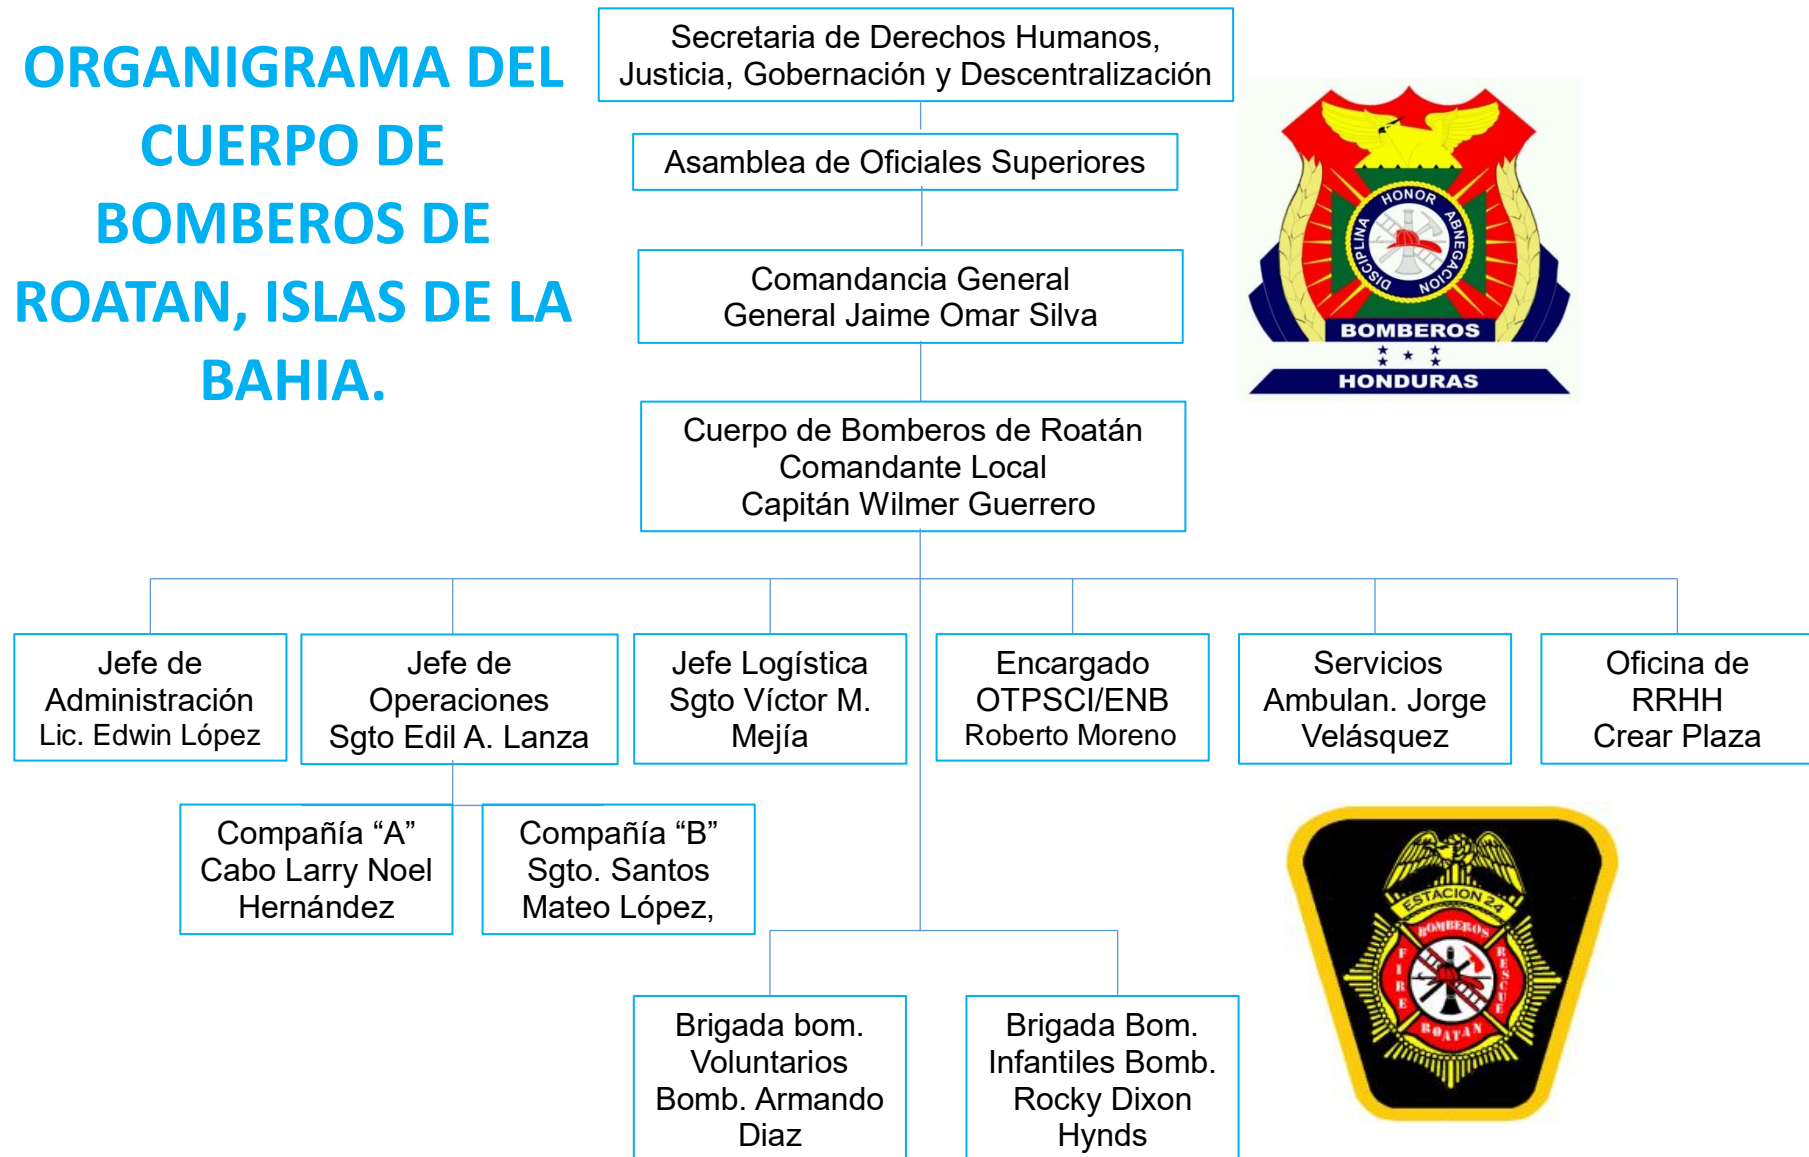 ORGANIGRAMA DEL
CUERPO DE
BOMBEROS DE
ROATAN, ISLAS DE LA
BAHIA.
Secretaria de Derechos Humanos,
Justicia, Gobernación y Descentralización
Asamblea de Oficiales Superiores
Comandancia General
General Jaime Omar Silva
Cuerpo de Bomberos de Roatán
Comandante Local
Capitán Wilmer Guerrero
DISCIPLINA HONOR ABNEGACION HONOR
BOMBEROS
HONDURAS
Jefe de
Administración
Lic. Edwin López
Jefe de
Operaciones
Sgto Edil A. Lanza
Jefe Logística
Sgto Víctor M.
Mejía
Encargado
OTPSCI/ENB
Roberto Moreno
Servicios
Ambulan. Jorge
Velásquez
Oficina de
RRHH
Crear Plaza
Compañía “A”
Cabo Larry Noel
Hernández
Compañía “B”
Sgto. Santos
Mateo López,
Brigada bom.
Voluntarios
Bomb. Armando
Diaz
Brigada Bom.
Infantiles Bomb.
Rocky Dixon
Hynds
ESTACION 24
BOMBEROS
FIRE
RESCUE
ROATAN